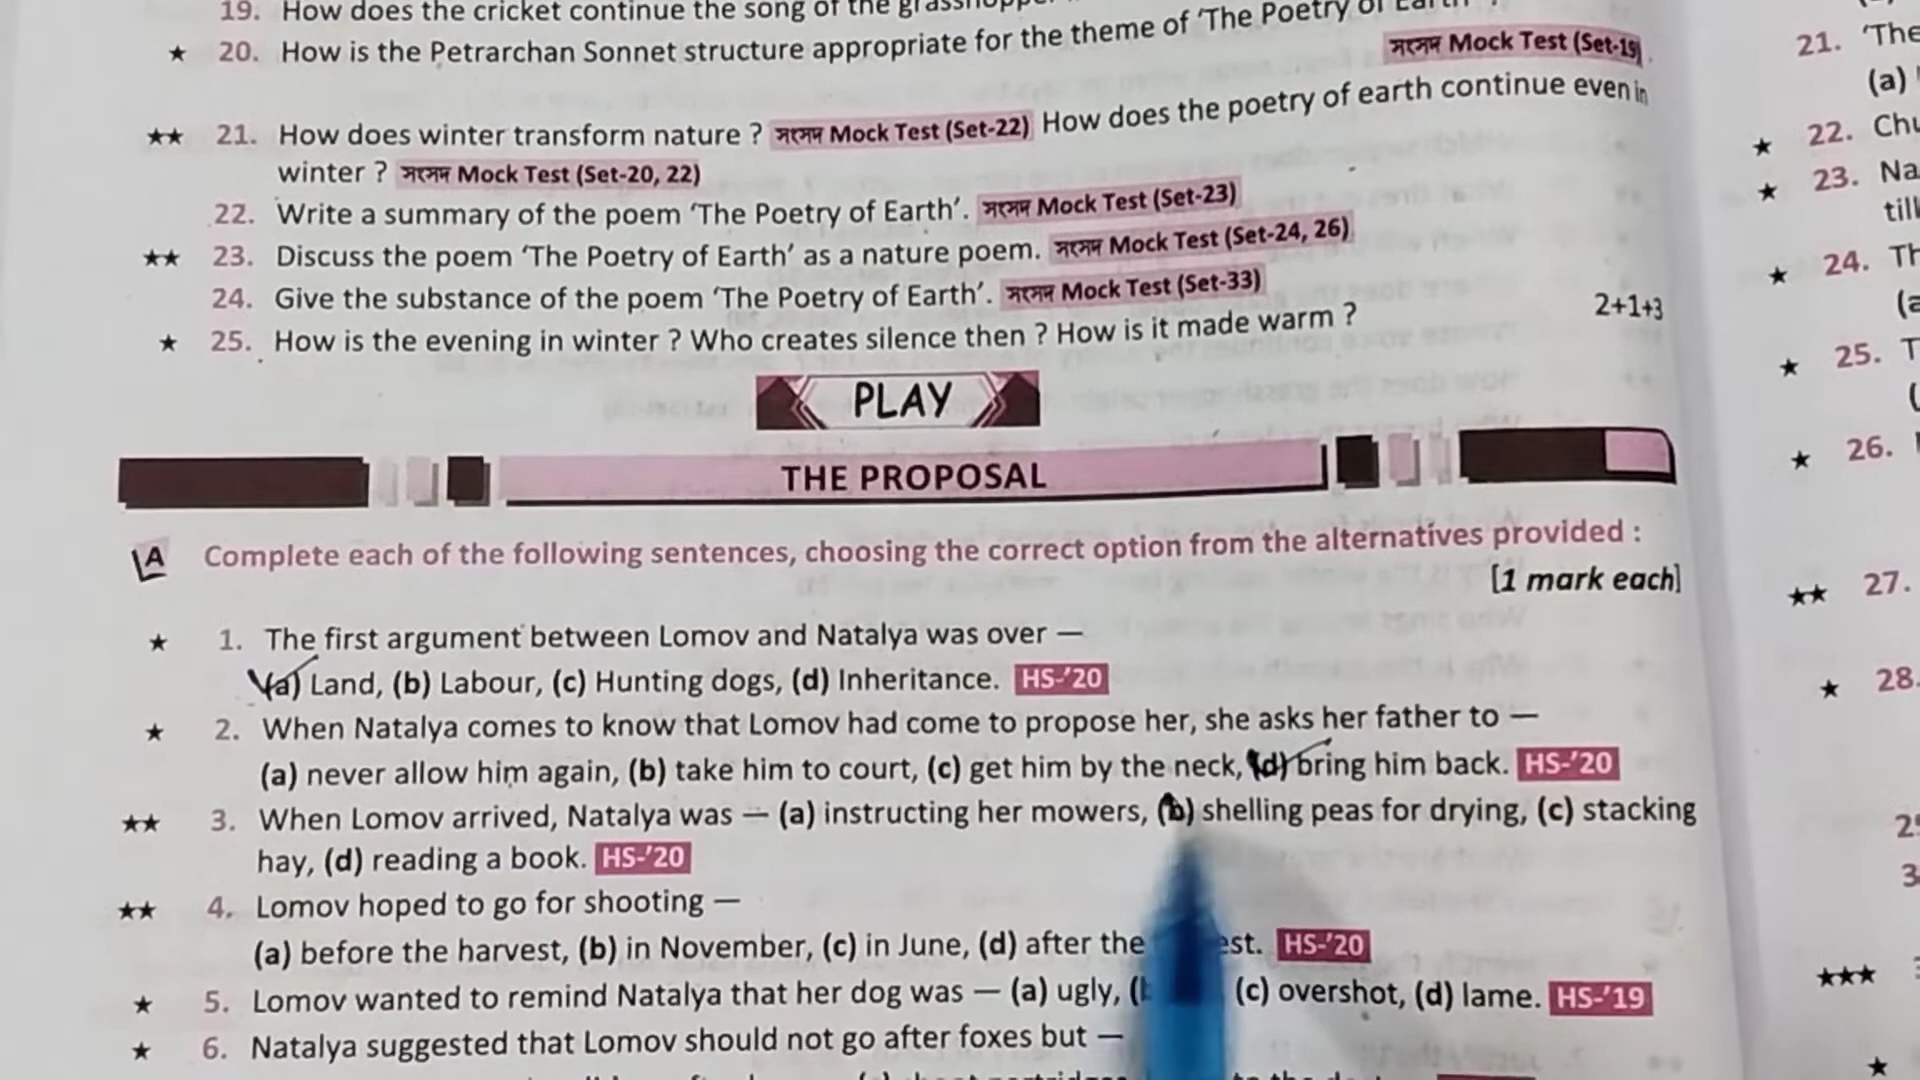 19. How does the cricket continue the song of the
★ 20. How is the Petrarchan Sonnet structure appropriate for the theme of 'The Poetry of Earth' ?
সংসদ Mock Test (Set-19)
★★ 21. How does winter transform nature ? সংসদ Mock Test (Set-22) How does the poetry of earth continue even in
winter ? সংসদ Mock Test (Set-20, 22)
22. Write a summary of the poem 'The Poetry of Earth'. সংসদ Mock Test (Set-23)
★★ 23. Discuss the poem 'The Poetry of Earth' as a nature poem. সংসদ Mock Test (Set-24, 26)
24. Give the substance of the poem 'The Poetry of Earth'. সংসদ Mock Test (Set-33)
★ 25. How is the evening in winter ? Who creates silence then ? How is it made warm ? 2+1+3
PLAY
THE PROPOSAL
A Complete each of the following sentences, choosing the correct option from the alternatives provided :
[1 mark each]
★ 1. The first argument between Lomov and Natalya was over —
(a) Land, (b) Labour, (c) Hunting dogs, (d) Inheritance. HS-'20
★ 2. When Natalya comes to know that Lomov had come to propose her, she asks her father to —
(a) never allow him again, (b) take him to court, (c) get him by the neck, (d) bring him back. HS-'20
★★ 3. When Lomov arrived, Natalya was — (a) instructing her mowers, (b) shelling peas for drying, (c) stacking
hay, (d) reading a book. HS-'20
★★ 4. Lomov hoped to go for shooting —
(a) before the harvest, (b) in November, (c) in June, (d) after the HS-'20
★ 5. Lomov wanted to remind Natalya that her dog was — (a) ugly, (c) overshot, (d) lame. HS-'19
★ 6. Natalya suggested that Lomov should not go after foxes but —
21. 'The
(a)
★ 22.
★ 23.
★ 24.
★ 25.
★ 26.
★★ 27.
★ 28.
★★★
★